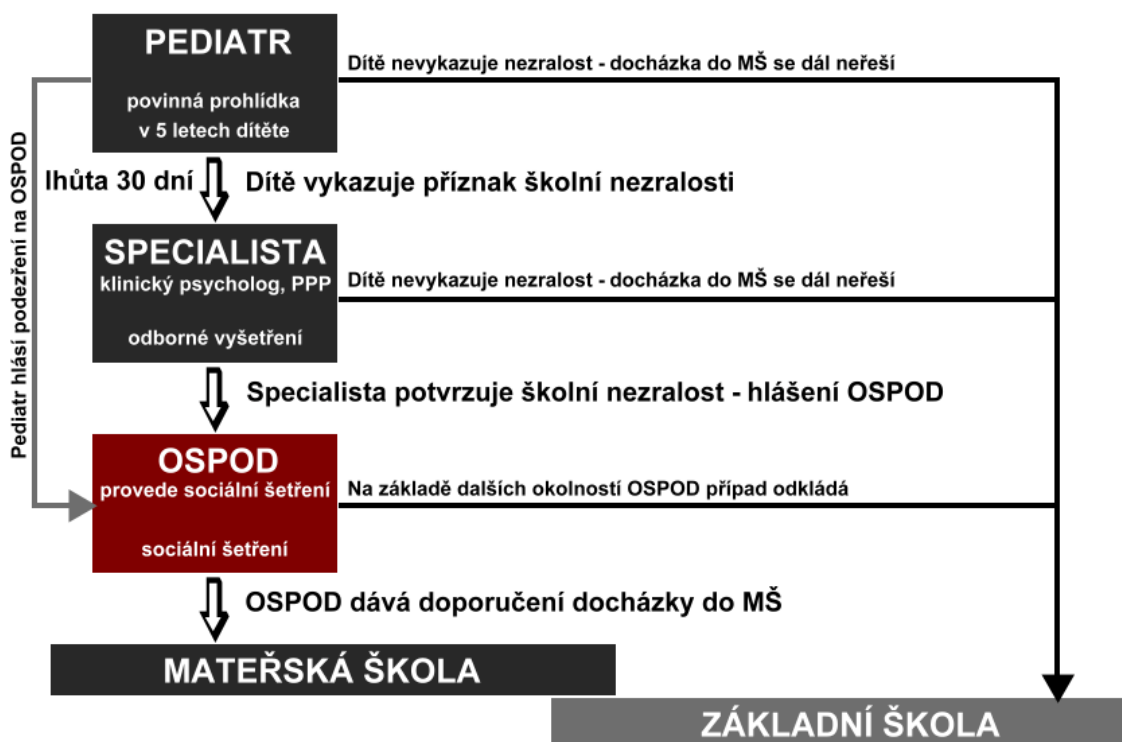 PEDIATR
povinná prohlídka
v 5 letech dítěte
Dítě nevykazuje nezralost - docházka do MŠ se dál neřeší
Pediatr hlásí podezření na OSPOD
lhůta 30 dní
Dítě vykazuje příznak školní nezralosti
SPECIALISTA
klinický psycholog, PPP
odborné vyšetření
Dítě nevykazuje nezralost - docházka do MŠ se dál neřeší
Specialista potvrzuje školní nezralost - hlášení OSPOD
OSPOD
provede sociální šetření
sociální šetření
Na základě dalších okolností OSPOD případ odkládá
OSPOD dává doporučení docházky do MŠ
MATEŘSKÁ ŠKOLA
ZÁKLADNÍ ŠKOLA